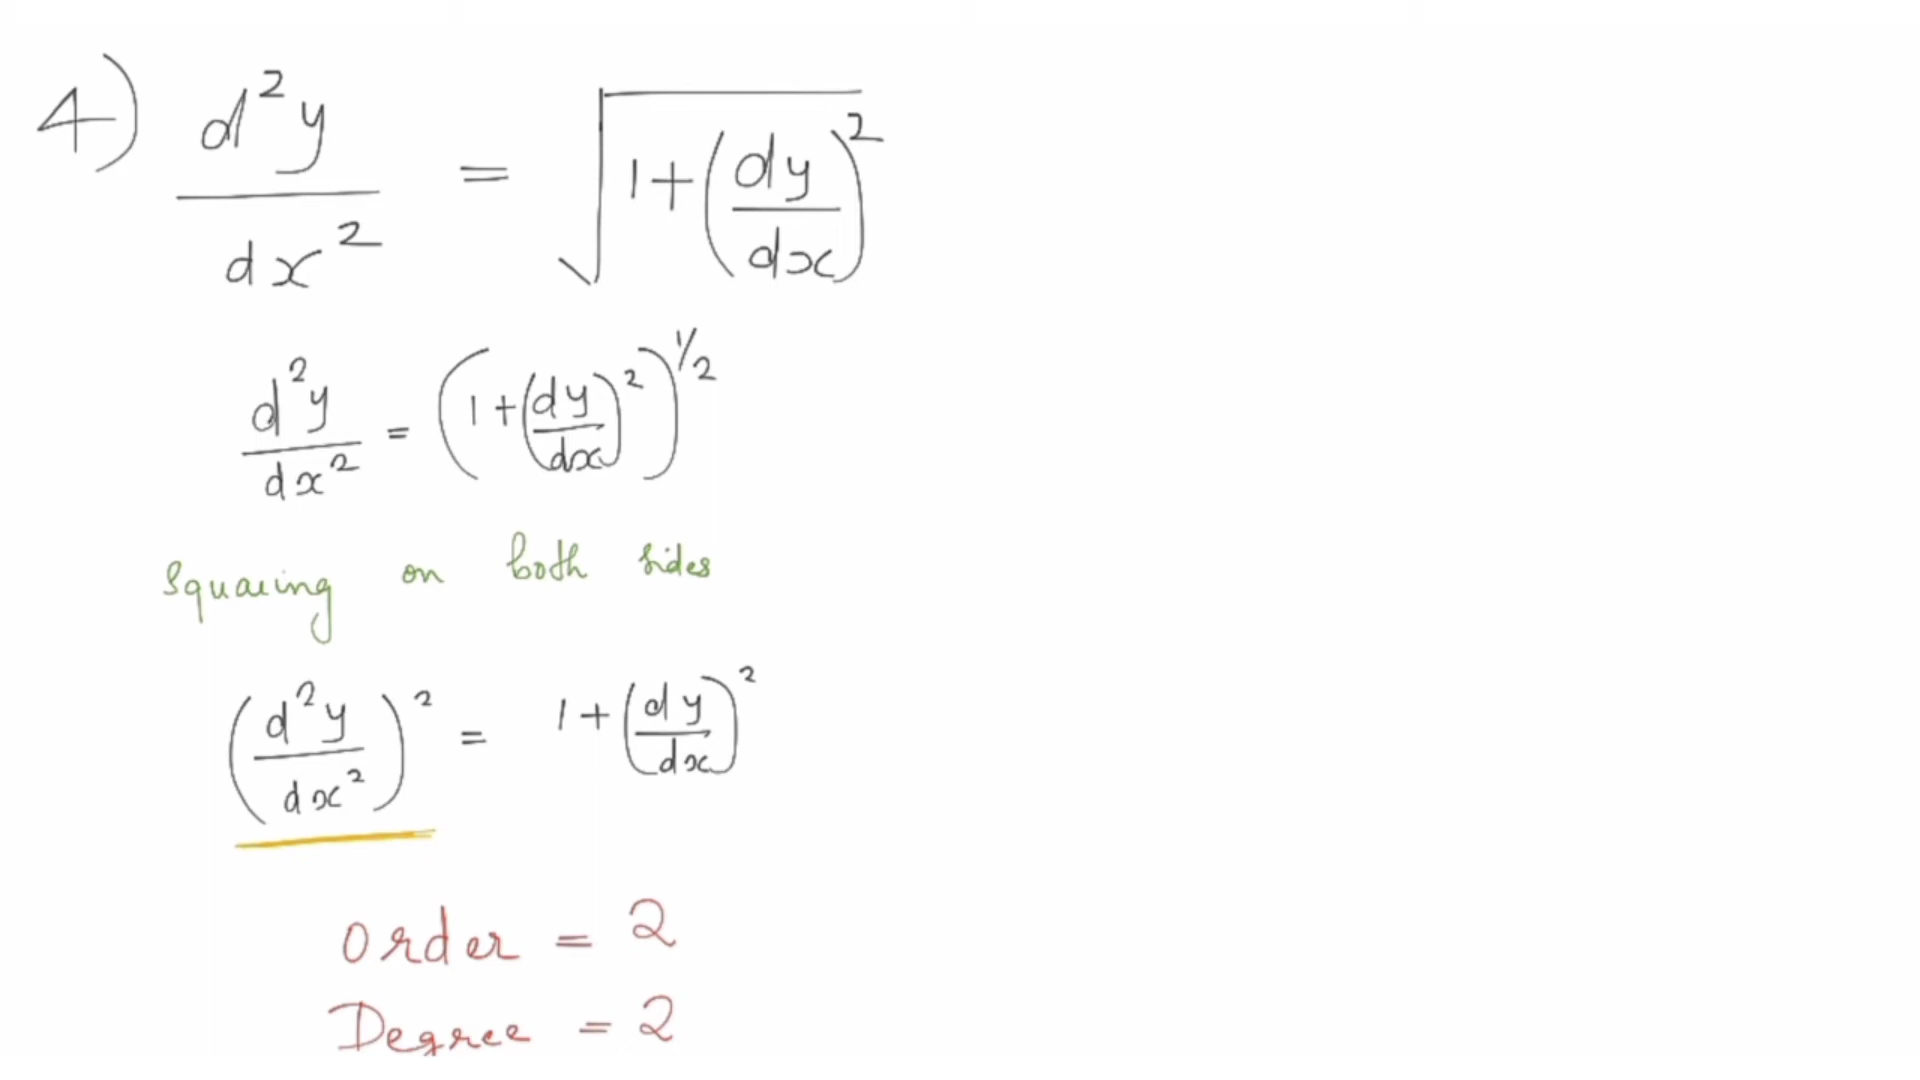 4) d²y/dx² = √(1+(dy/dx)²)
d²y/dx² = (1+(dy/dx)²)^1/2
Squaring on both sides
(d²y/dx²)² = 1+(dy/dx)²
Order = 2
Degree = 2